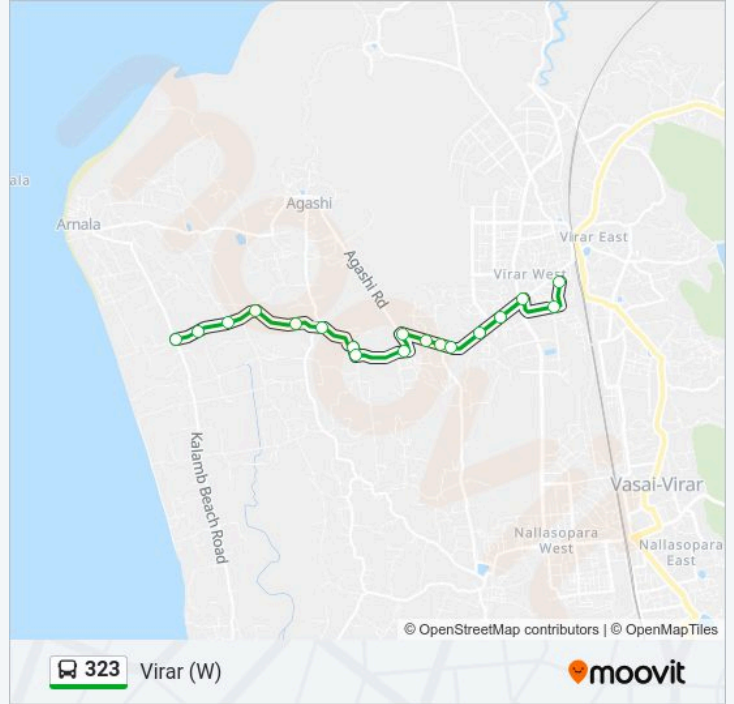 ala
Arnala
Agashi
Agashi Rd
Virar East
Virar West
Kalamb Beach Road
Vasai-Virar
Nallasopara
West
Nallasopara
East
moovit
© OpenStreetMap contributors | © OpenMapTiles
323 Virar (W)
moovit